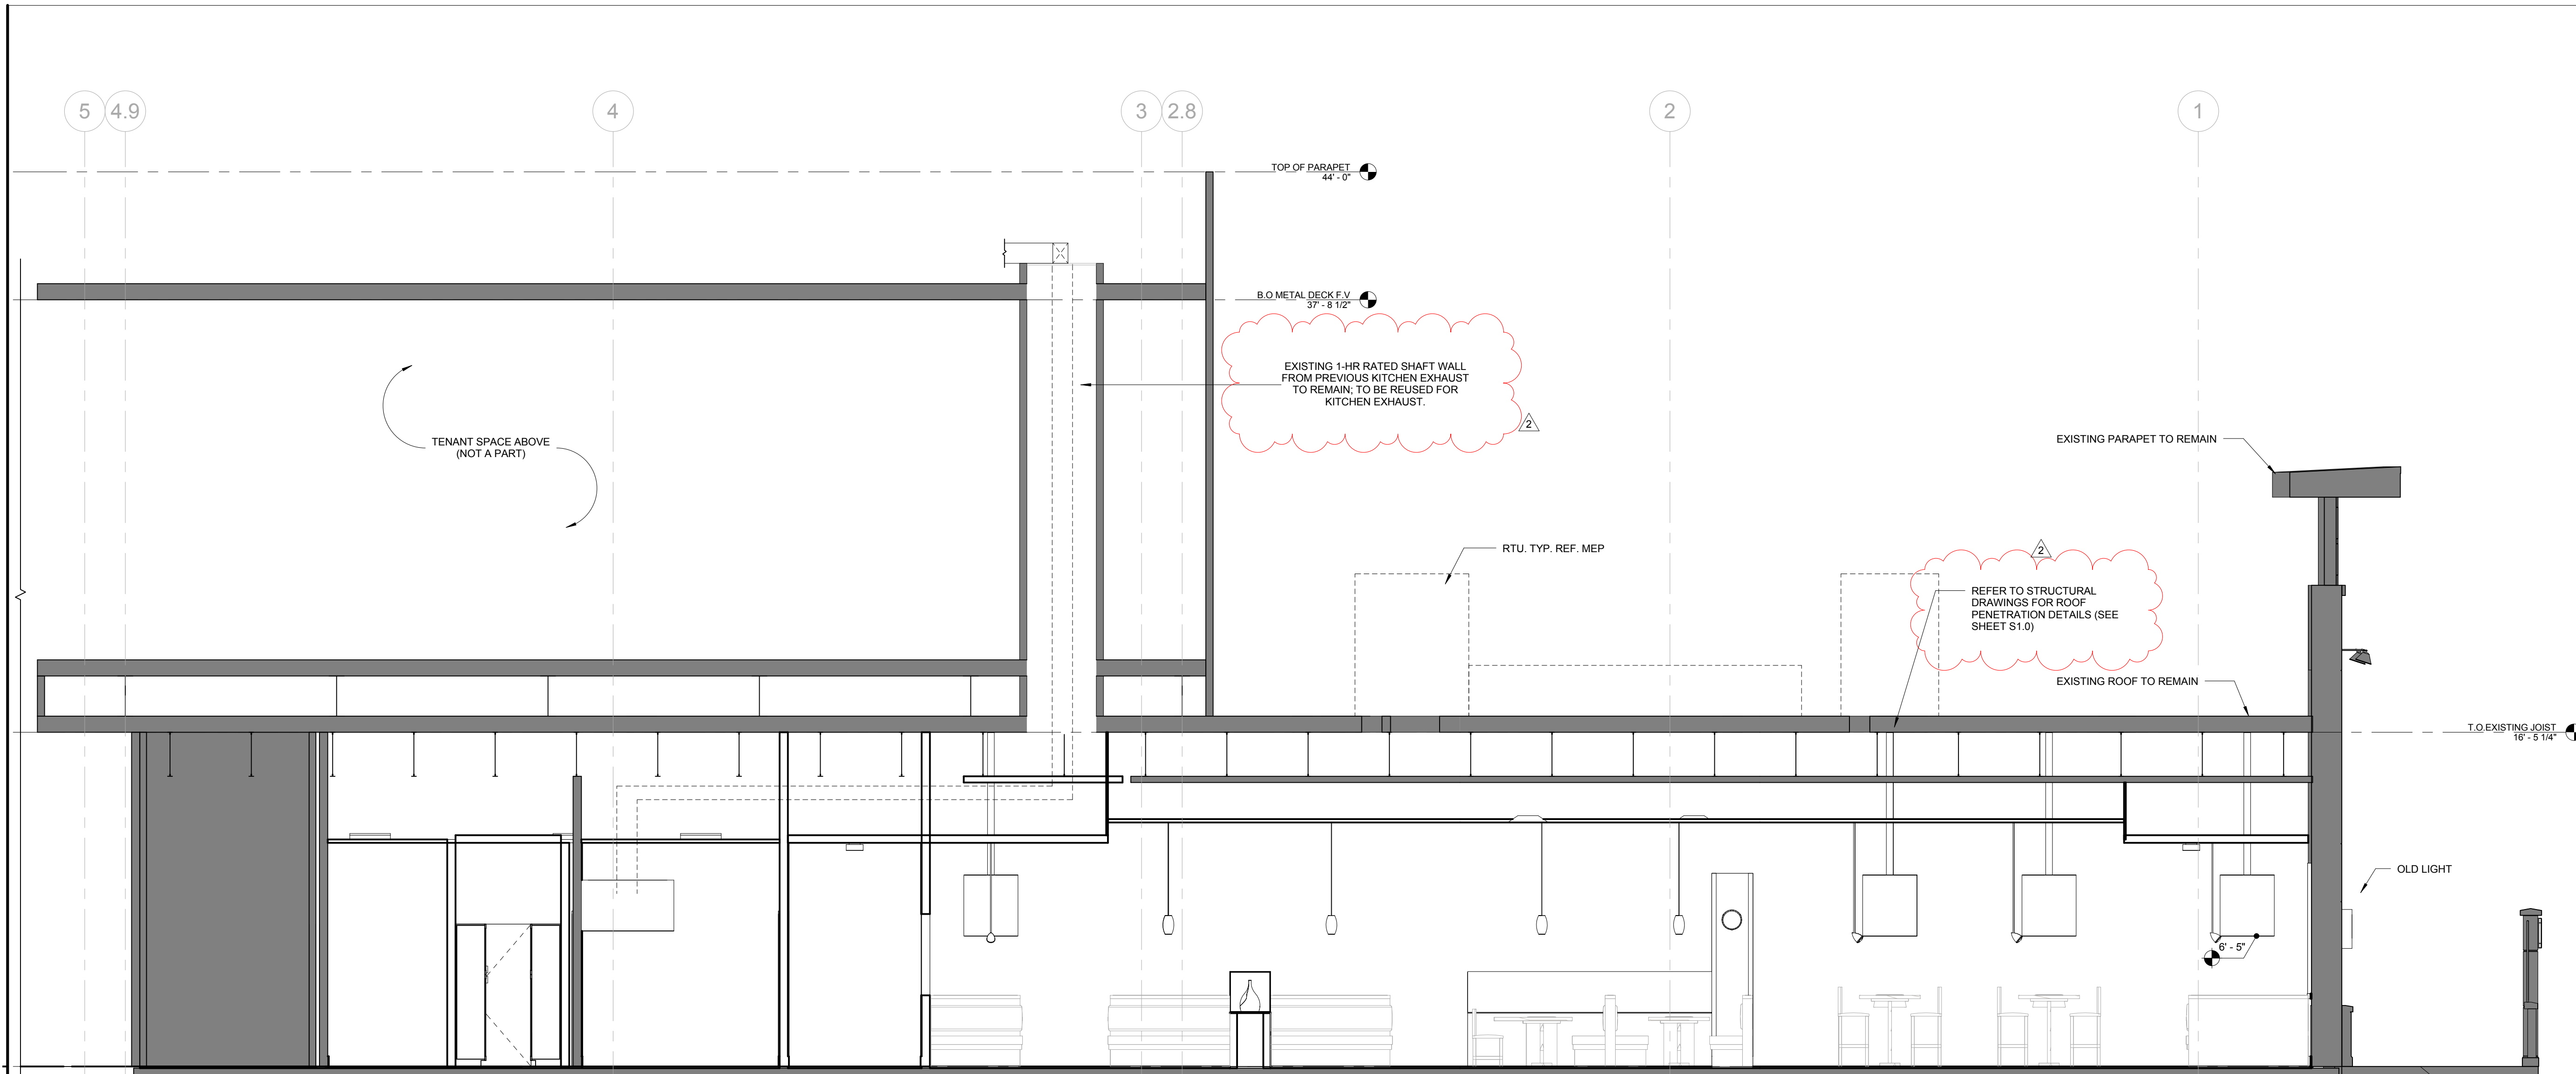 5
4.9
4
3
2.8
2
1
TOP OF PARAPET
44' - 0"
B.O METAL DECK F.V
37' - 8 1/2"
EXISTING 1-HR RATED SHAFT WALL
FROM PREVIOUS KITCHEN EXHAUST
TO REMAIN; TO BE REUSED FOR
KITCHEN EXHAUST.
2
TENANT SPACE ABOVE
(NOT A PART)
EXISTING PARAPET TO REMAIN
RTU. TYP. REF. MEP
2
REFER TO STRUCTURAL
DRAWINGS FOR ROOF
PENETRATION DETAILS (SEE
SHEET S1.0)
EXISTING ROOF TO REMAIN
T.O.EXISTING JOIST
16' - 5 1/4"
OLD LIGHT
6' - 5"